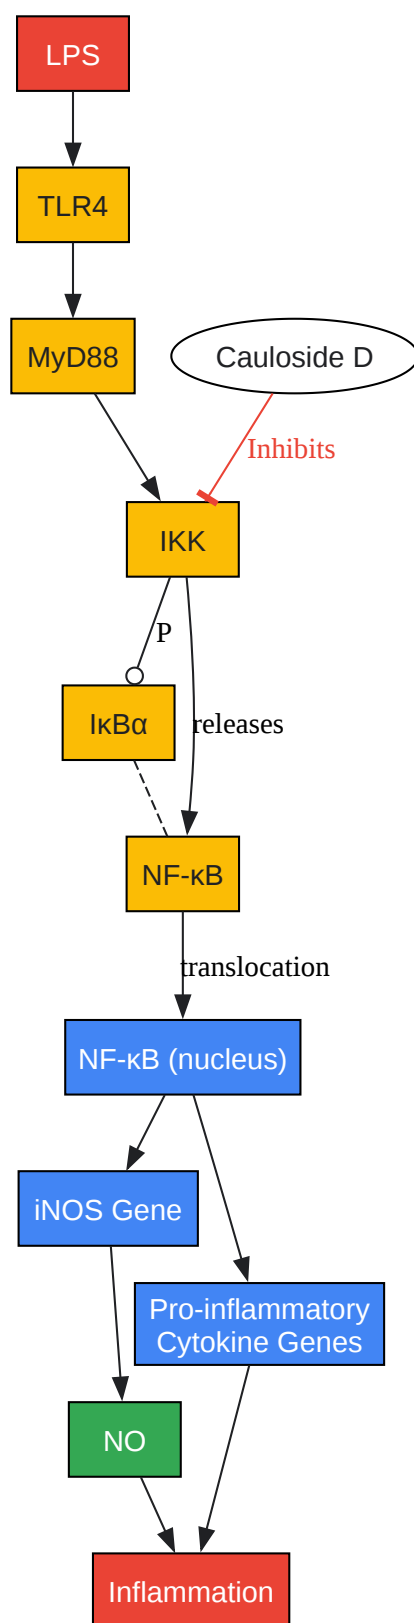 LPS
TLR4
MyD88
Cauloside D
Inhibits
IKK
P
IκBα
releases
NF-κB
translocation
NF-κB (nucleus)
iNOS Gene
Pro-inflammatory
Cytokine Genes
NO
Inflammation